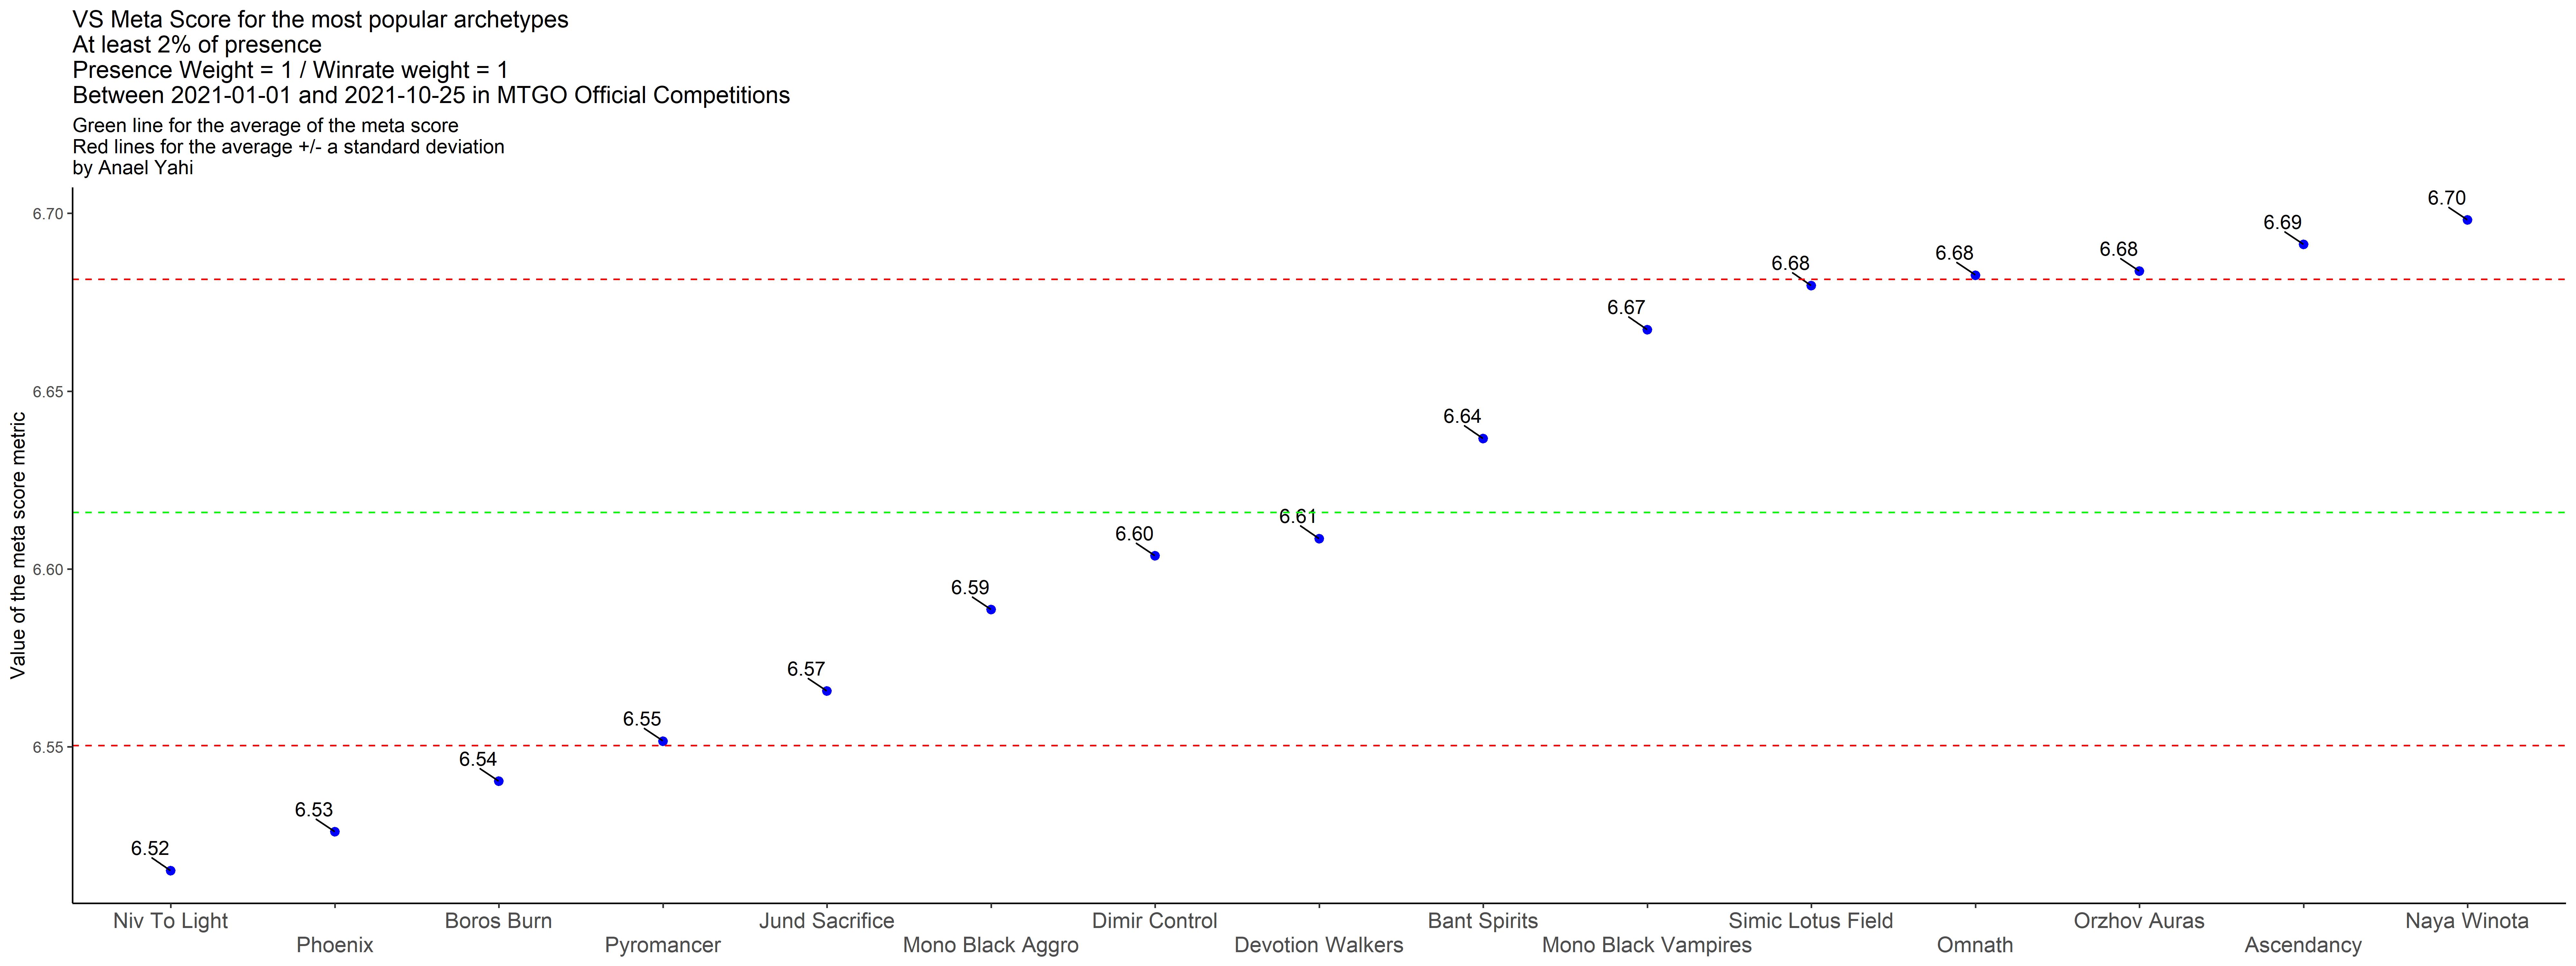 VS Meta Score for the most popular archetypes
At least 2% of presence
Presence Weight = 1 / Winrate weight = 1
Between 2021-01-01 and 2021-10-25 in MTGO Official Competitions
Green line for the average of the meta score
Red lines for the average +/- a standard deviation
by Anael Yahi
Value of the meta score metric
6.70
6.65
6.60
6.55
6.52
6.53
6.54
6.55
6.57
6.59
6.60
6.61
6.64
6.67
6.68
6.68
6.68
6.69
6.70
Niv To Light
Phoenix
Boros Burn
Pyromancer
Jund Sacrifice
Mono Black Aggro
Dimir Control
Devotion Walkers
Bant Spirits
Mono Black Vampires
Simic Lotus Field
Omnath
Orzhov Auras
Ascendancy
Naya Winota